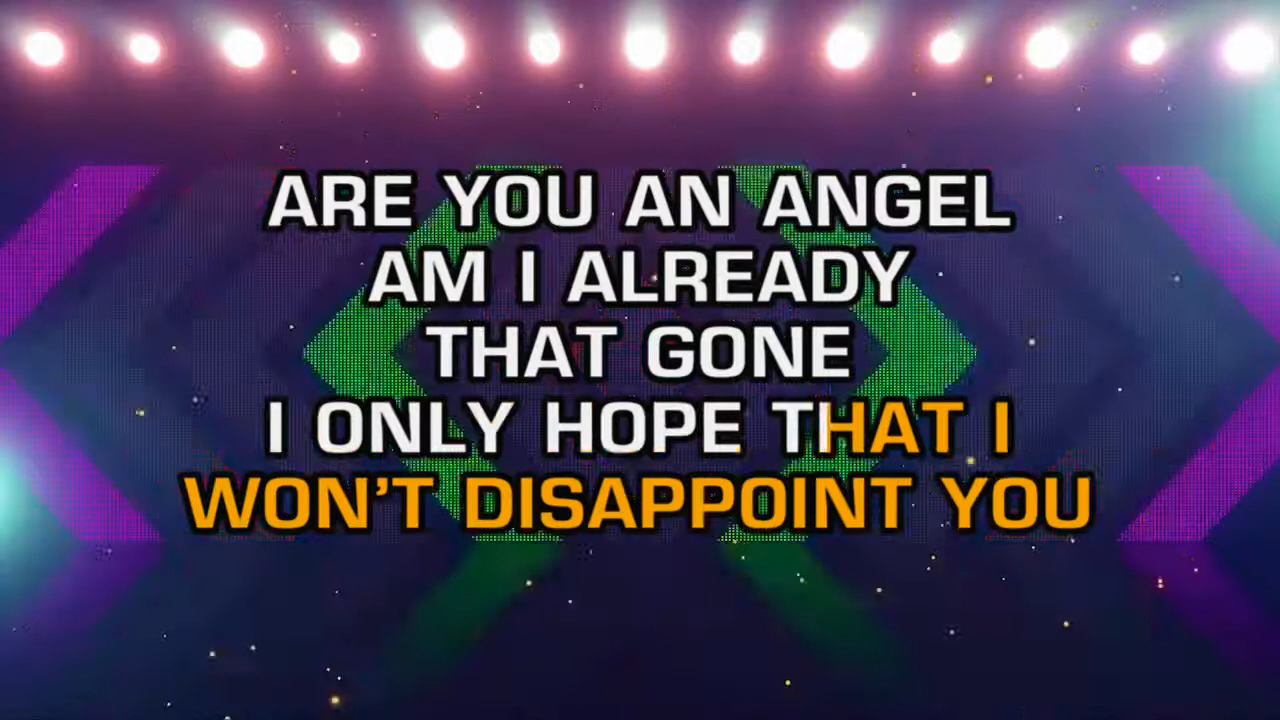 ARE YOU AN ANGEL
AM I ALREADY
THAT GONE
I ONLY HOPE THAT I
WON’T DISAPPOINT YOU